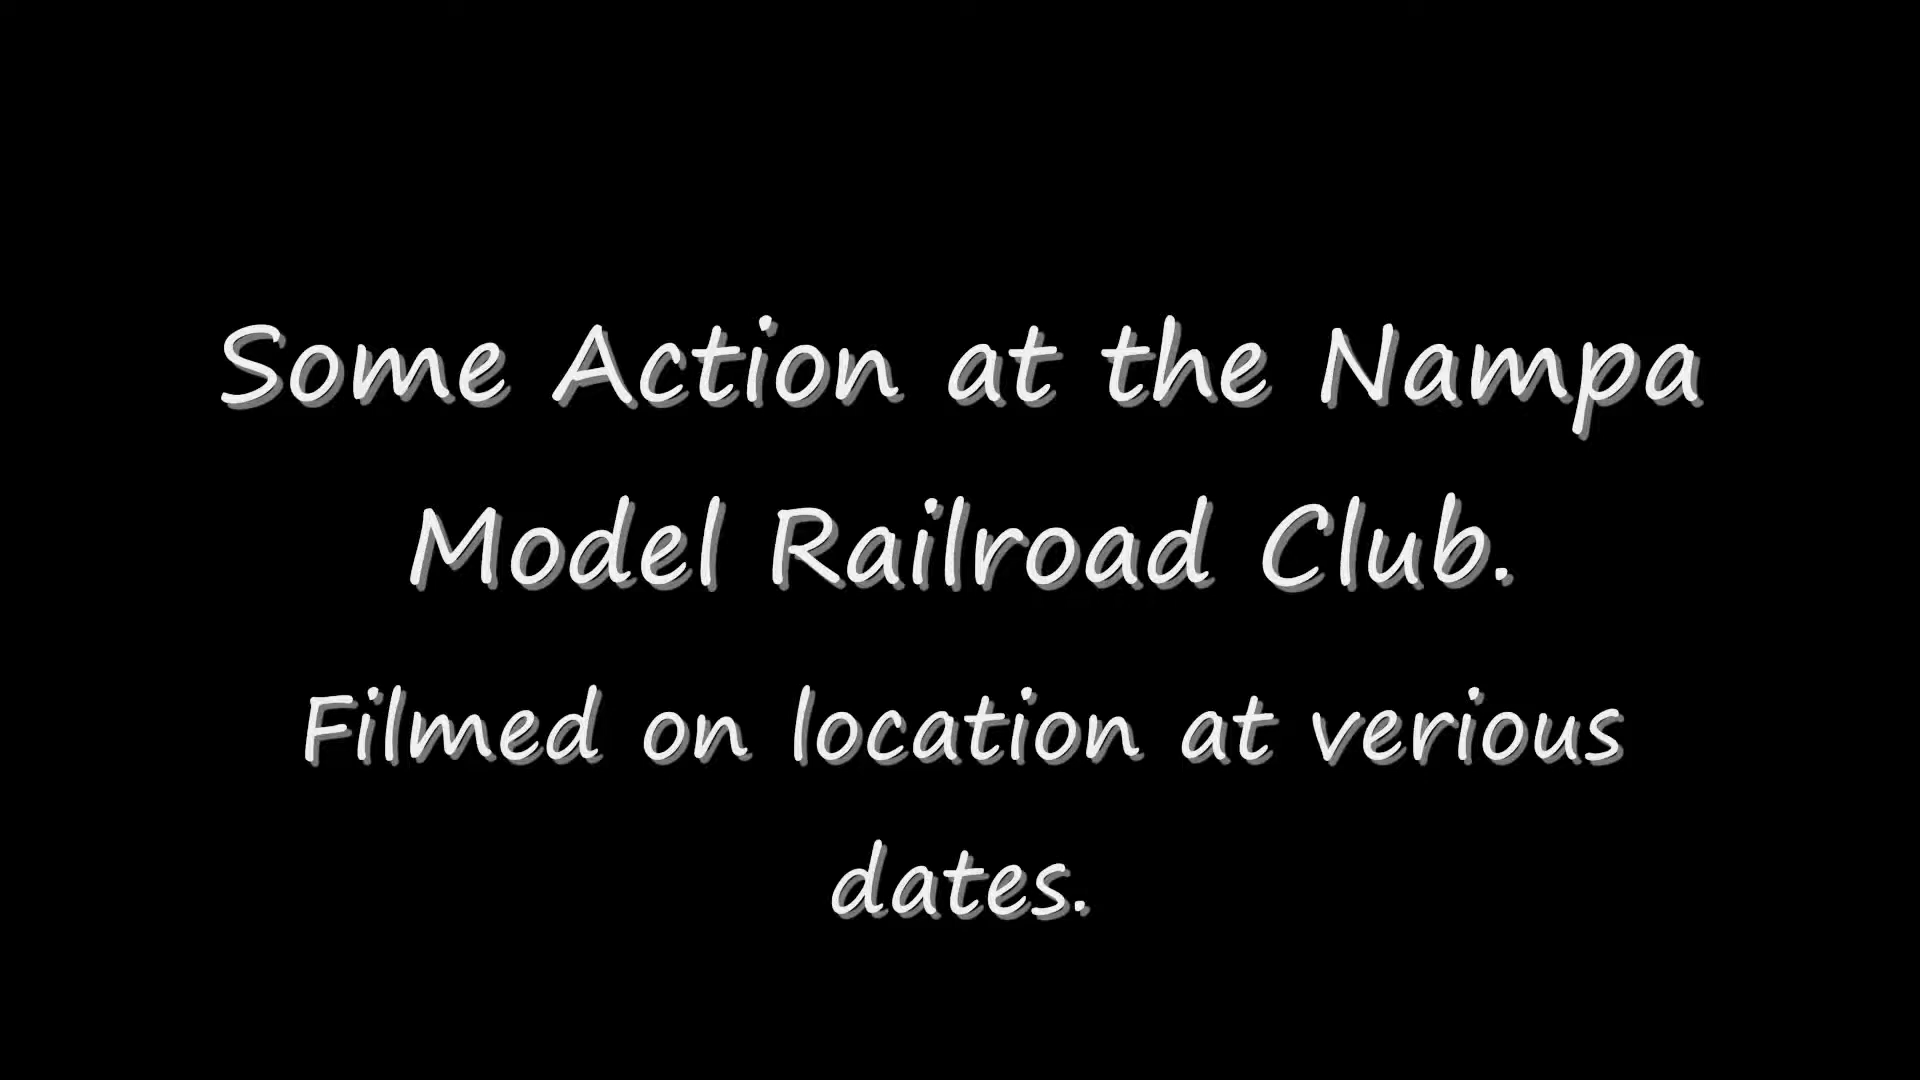 Some Action at the Nampa
Model Railroad Club.
Filmed on location at verious
dates.